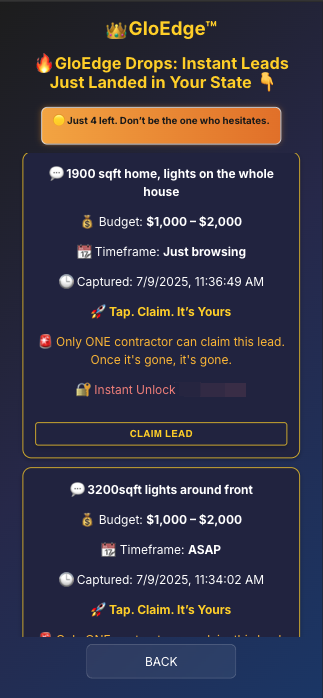 👑GloEdge™
🔥GloEdge Drops: Instant Leads
Just Landed in Your State 👇
🟡 Just 4 left. Don't be the one who hesitates.
💬1900 sqft home, lights on the whole
house
💰 Budget: $1,000 – $2,000
📆 Timeframe: Just browsing
🕒 Captured: 7/9/2025, 11:36:49 AM
🚀 Tap. Claim. It's Yours
🚨 Only ONE contractor can claim this lead.
Once it's gone, it's gone.
🔐 Instant Unlock
CLAIM LEAD
💬3200sqft lights around front
💰 Budget: $1,000 – $2,000
📆 Timeframe: ASAP
🕒 Captured: 7/9/2025, 11:34:02 AM
🚀 Tap. Claim. It's Yours
BACK